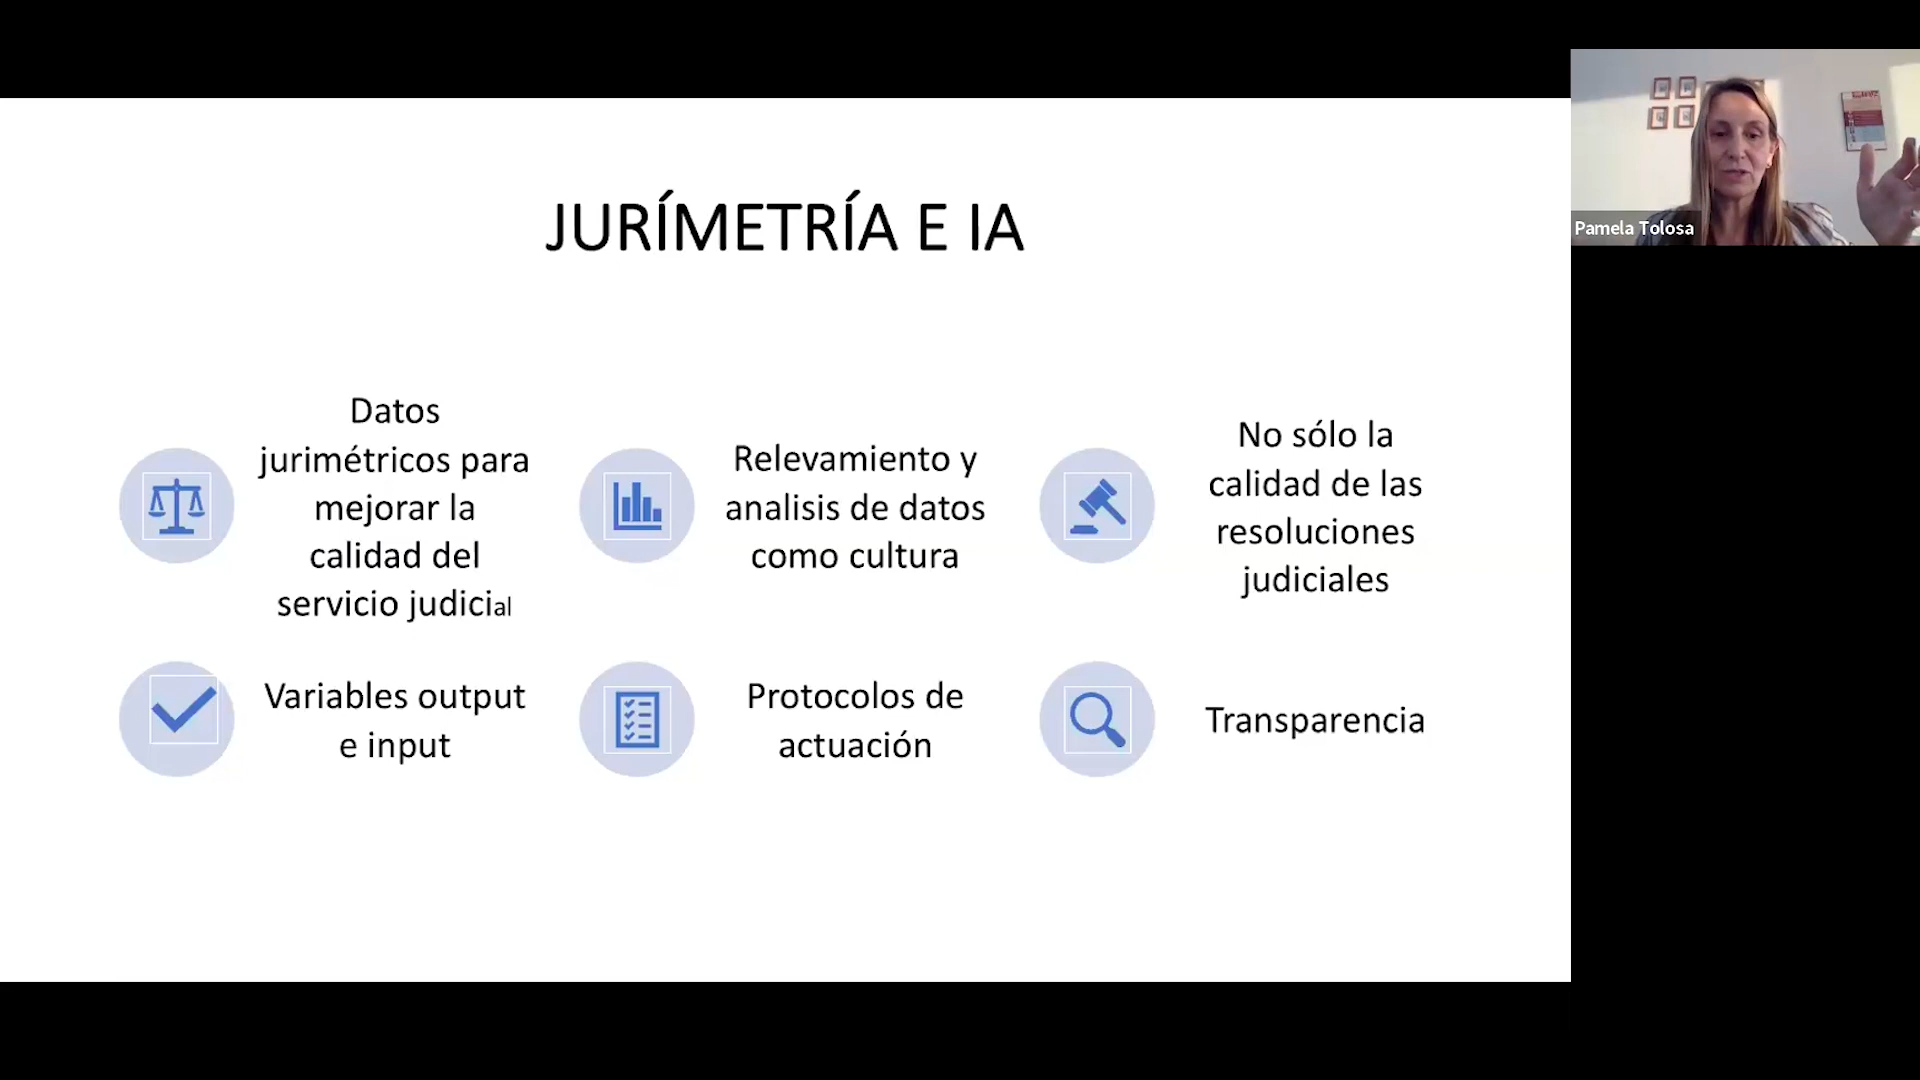 JURÍMETRÍA E IA
Datos
jurimétricos para
mejorar la
calidad del
servicio judicial
Relevamiento y
analisis de datos
como cultura
No sólo la
calidad de las
resoluciones
judiciales
Variables output
e input
Protocolos de
actuación
Transparencia
Pamela Tolosa